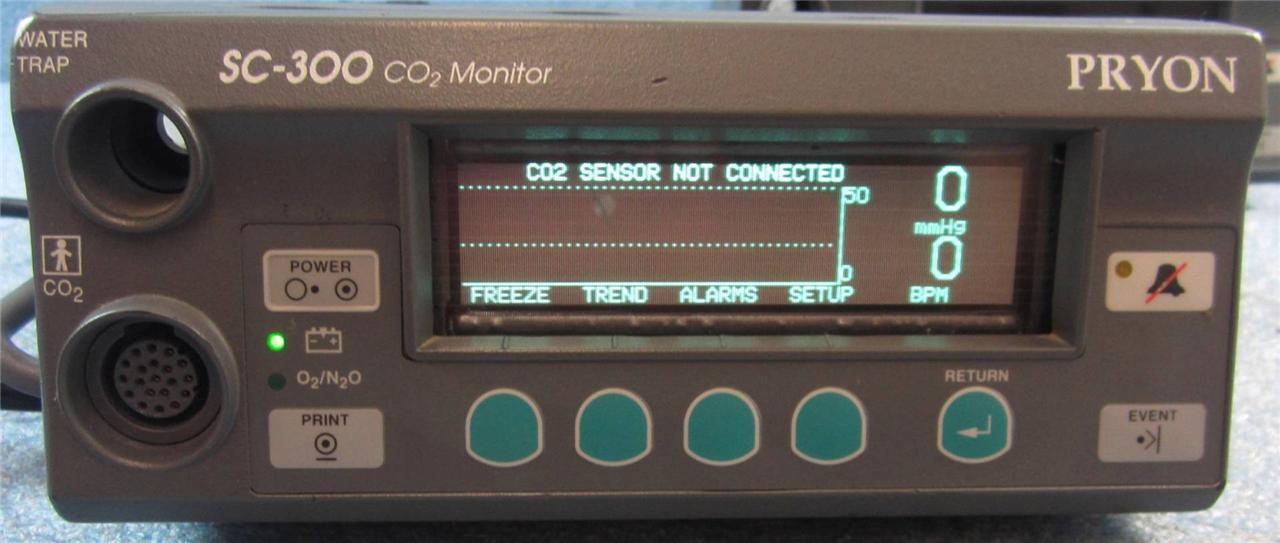 WATER
TRAP
SC-300 CO₂ Monitor
PRYON
CO2 SENSOR NOT CONNECTED
50
0
mmHg
0
0
FREEZE TREND ALARMS SETUP BPM
CO₂
POWER
O₂/N₂O
PRINT
RETURN
EVENT